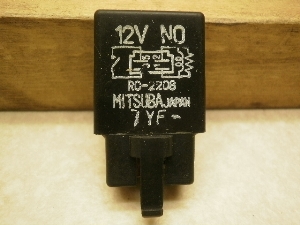 12V NO
RC-2208
MITSUBA JAPAN
7YF-